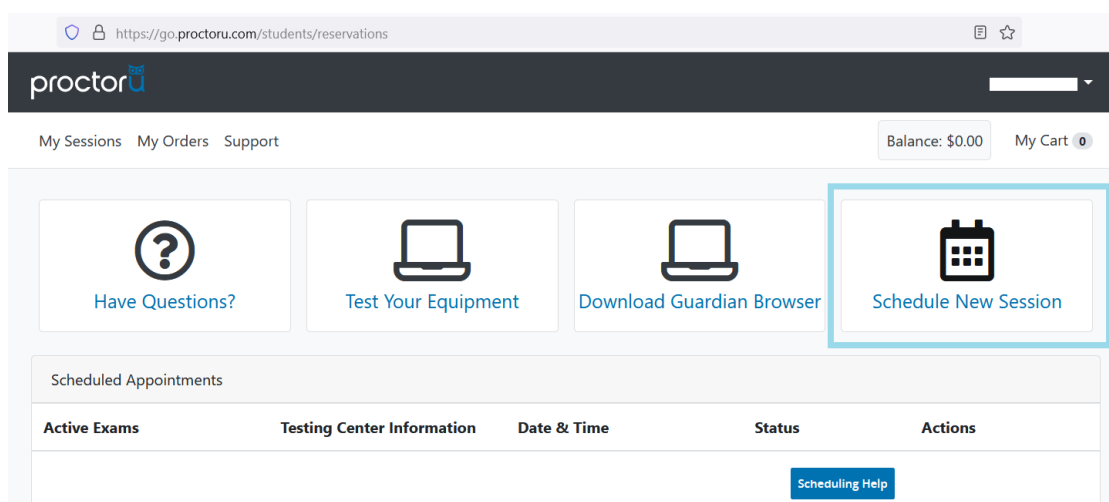 https://go.proctoru.com/students/reservations
proctoru
My Sessions My Orders Support Balance: $0.00 My Cart 0
Have Questions? Test Your Equipment Download Guardian Browser Schedule New Session
Scheduled Appointments
Active Exams Testing Center Information Date & Time Status Actions
Scheduling Help